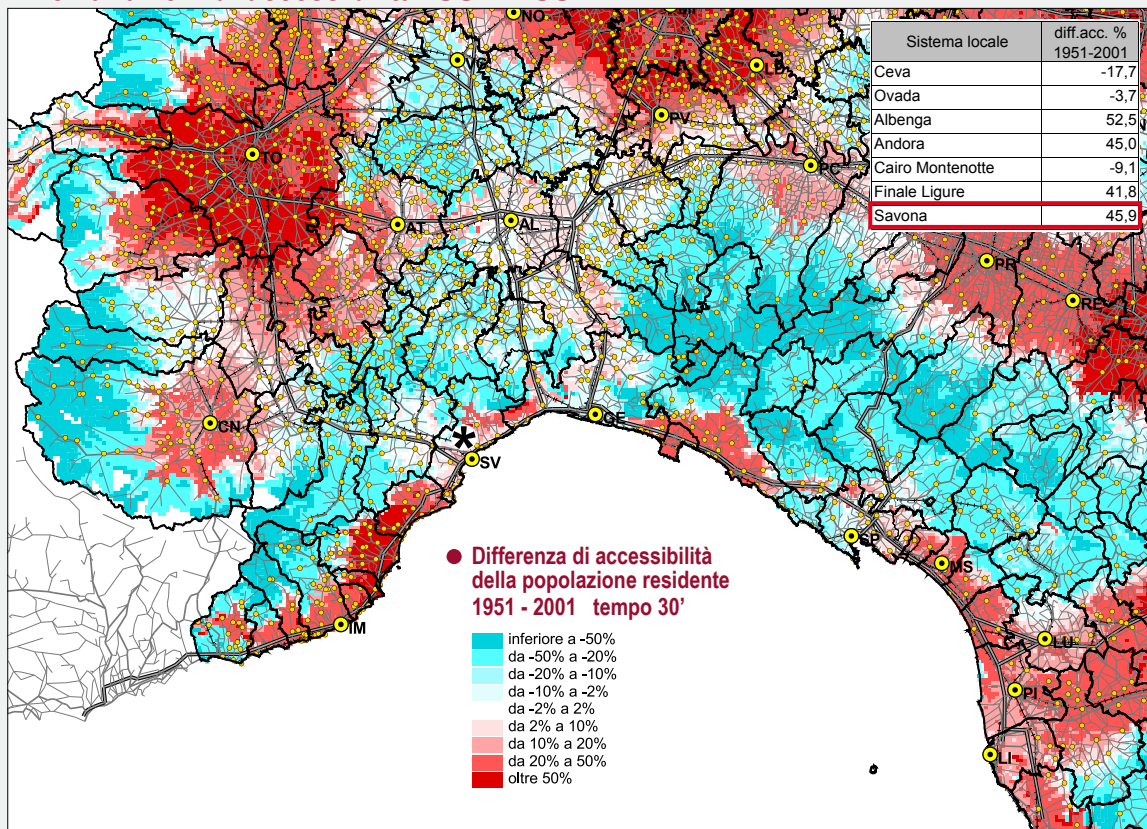 Sistema locale diff.acc. % 1951-2001
Ceva -17,7
Ovada -3,7
Albenga 52,5
Andora 45,0
Cairo Montenotte -9,1
Finale Ligure 41,8
Savona 45,9
NO
LO
PV
TO
PC
AT
AL
PR
RE
CN
GE
*
SV
SP
MS
IM
LU
PI
LI
● Differenza di accessibilità
della popolazione residente
1951 - 2001 tempo 30'
inferiore a -50%
da -50% a -20%
da -20% a -10%
da -10% a -2%
da -2% a 2%
da 2% a 10%
da 10% a 20%
da 20% a 50%
oltre 50%